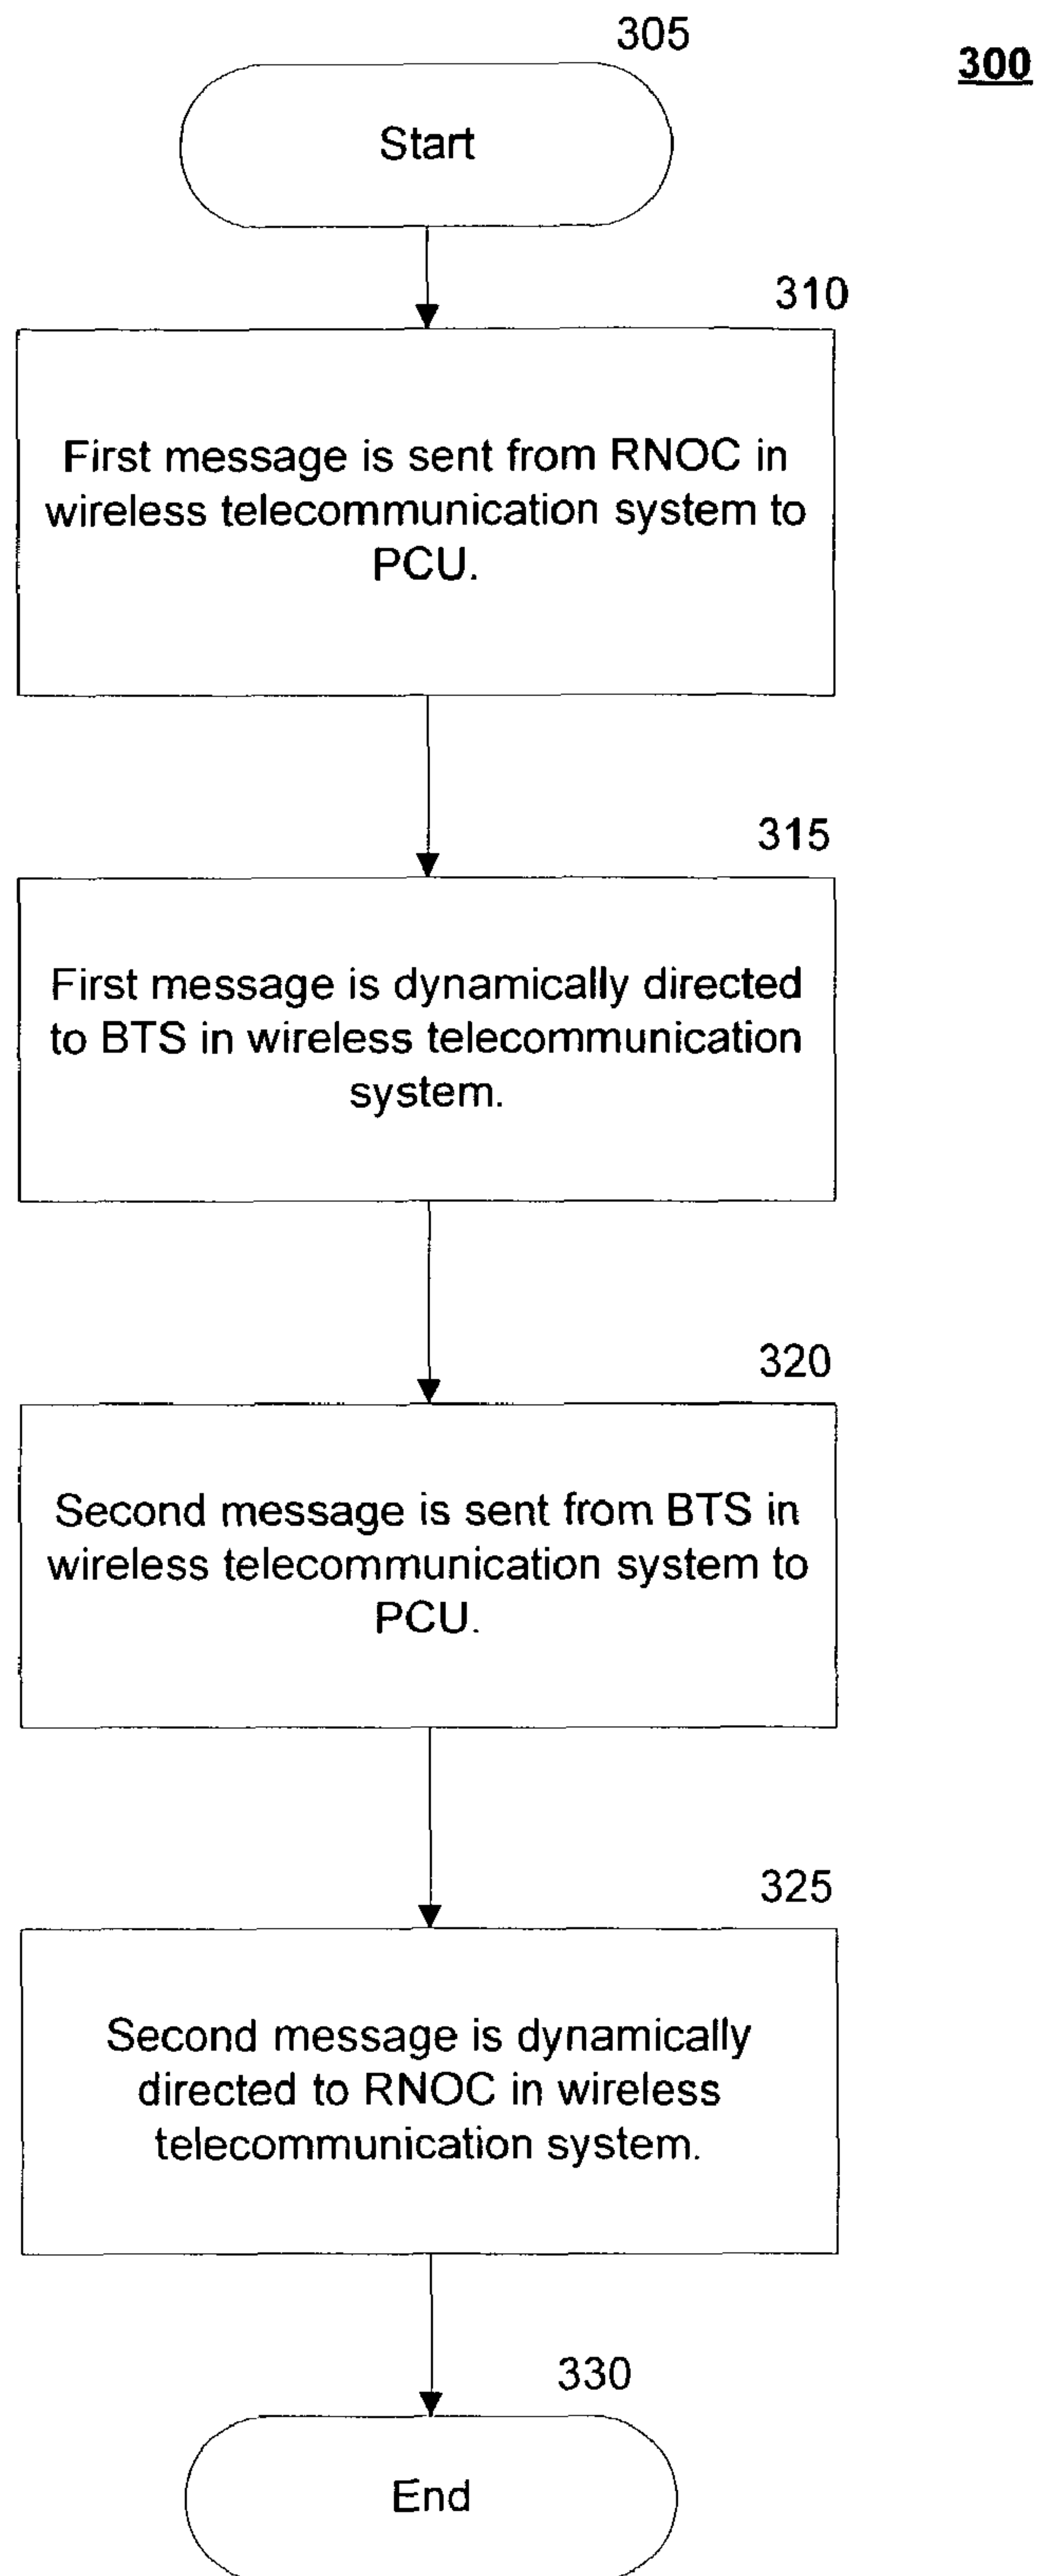 305
300
Start
310
First message is sent from RNOC in
wireless telecommunication system to
PCU.
315
First message is dynamically directed
to BTS in wireless telecommunication
system.
320
Second message is sent from BTS in
wireless telecommunication system to
PCU.
325
Second message is dynamically
directed to RNOC in wireless
telecommunication system.
330
End